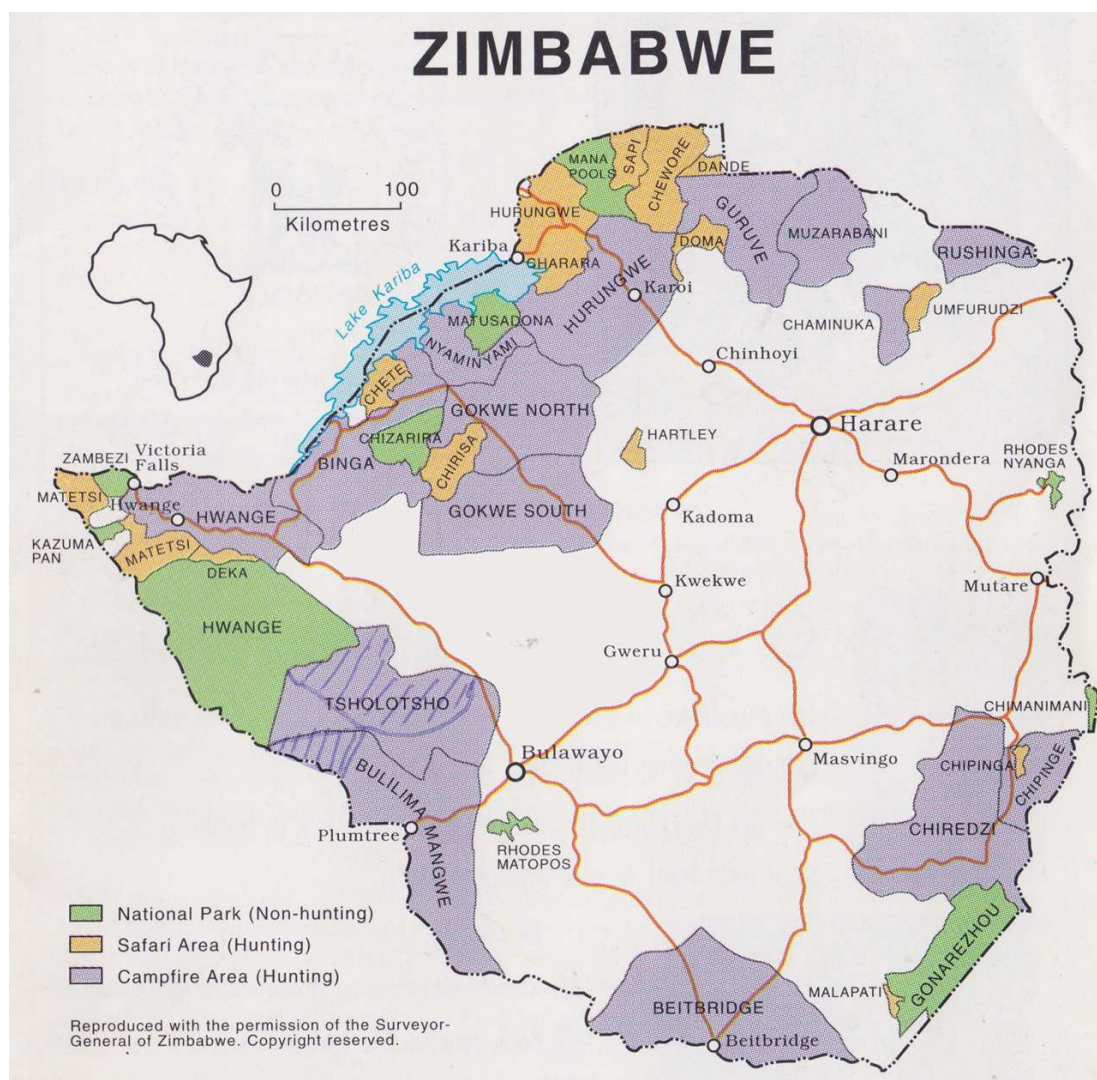 ZIMBABWE
0 100
Kilometres
MANA
POOLS
SAPI
CHEWORE
DANDE
HURUNGWE
Kariba
CHARARA
DOMA
GURUVE
MUZARABANI
RUSHINGA
Lake Kariba
HURUNGWE
Karoi
MATUSADONA
NYAMINYAMI
CHAMINUKA
UMFURUDZI
Chinhoyi
CHETE
GOKWE NORTH
Harare
CHIZARIRA
CHIRISA
HARTLEY
BINGA
Marondera
RHODES
NYANGA
ZAMBEZI
Victoria
Falls
MATETSI
Hwange
HWANGE
GOKWE SOUTH
Kadoma
KAZUMA
PAN
MATETSI
DEKA
Kwekwe
Mutare
HWANGE
Gweru
TSHOLOTSHO
CHIMANIMANI
Bulawayo
Masvingo
CHIPINGA
CHIPINGE
BULILIMA MANGWE
Plumtree
RHODES
MATOPOS
CHIREDZI
National Park (Non-hunting)
Safari Area (Hunting)
Campfire Area (Hunting)
GONAREZHOU
MALAPATI
BEITBRIDGE
Beitbridge
Reproduced with the permission of the Surveyor-
General of Zimbabwe. Copyright reserved.